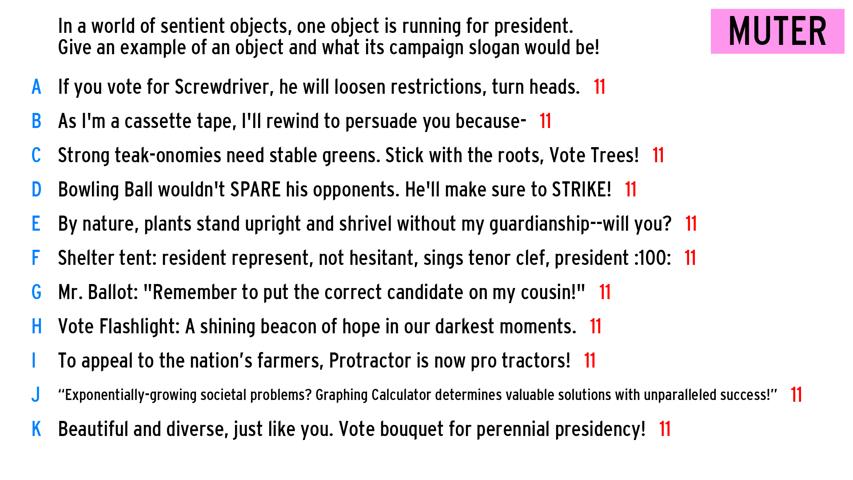 In a world of sentient objects, one object is running for president.
Give an example of an object and what its campaign slogan would be!
MUTER
A If you vote for Screwdriver, he will loosen restrictions, turn heads. 11
B As I'm a cassette tape, I'll rewind to persuade you because- 11
C Strong teak-onomies need stable greens. Stick with the roots, Vote Trees! 11
D Bowling Ball wouldn't SPARE his opponents. He'll make sure to STRIKE! 11
E By nature, plants stand upright and shrivel without my guardianship--will you? 11
F Shelter tent: resident represent, not hesitant, sings tenor clef, president :100: 11
G Mr. Ballot: "Remember to put the correct candidate on my cousin!" 11
H Vote Flashlight: A shining beacon of hope in our darkest moments. 11
I To appeal to the nation’s farmers, Protractor is now pro tractors! 11
J “Exponentially-growing societal problems? Graphing Calculator determines valuable solutions with unparalleled success!” 11
K Beautiful and diverse, just like you. Vote bouquet for perennial presidency! 11